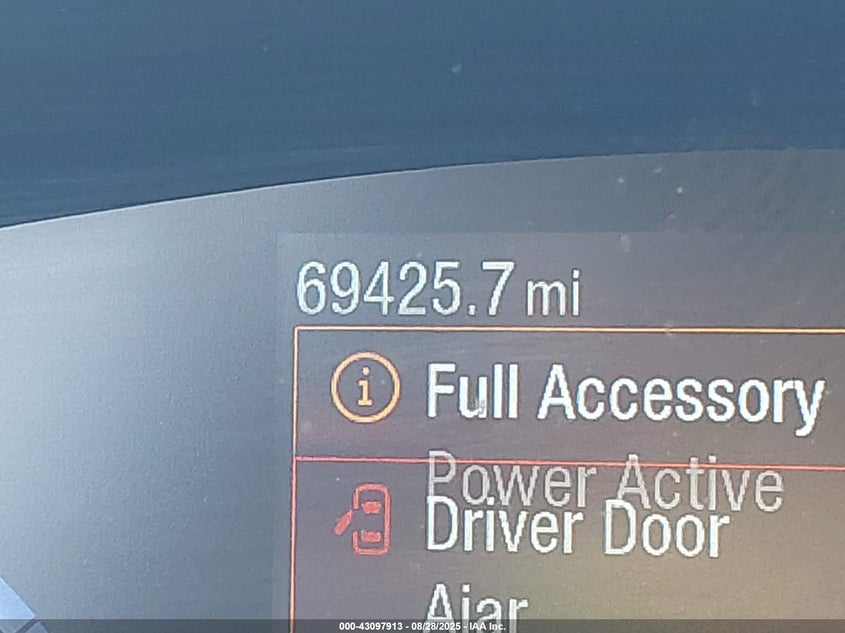 69425.7 mi
Full Accessory
Power Active
Driver Door
Ajar
000-43097913 - 08/28/2025 - IAA Inc.